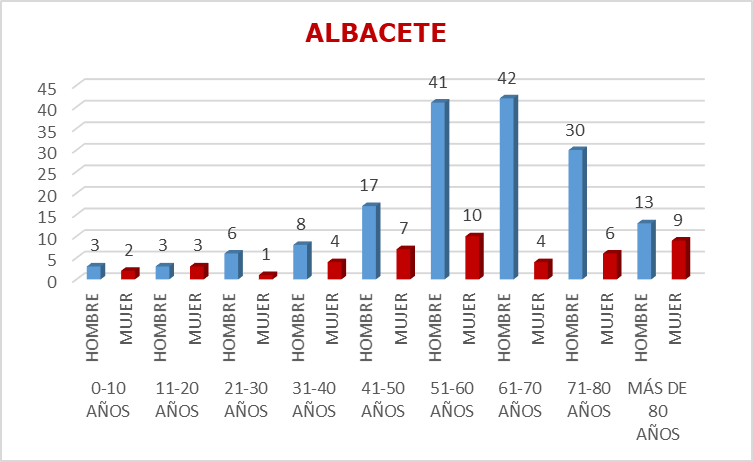 ALBACETE
45
40
35
30
25
20
15
10
5
0
3 2 3 3 6 1 8 4 17 7 41 10 42 4 30 6 13 9
HOMBRE MUJER HOMBRE MUJER HOMBRE MUJER HOMBRE MUJER HOMBRE MUJER HOMBRE MUJER HOMBRE MUJER HOMBRE MUJER HOMBRE MUJER
0-10 11-20 21-30 31-40 41-50 51-60 61-70 71-80 MÁS DE
AÑOS AÑOS AÑOS AÑOS AÑOS AÑOS AÑOS AÑOS 80
AÑOS